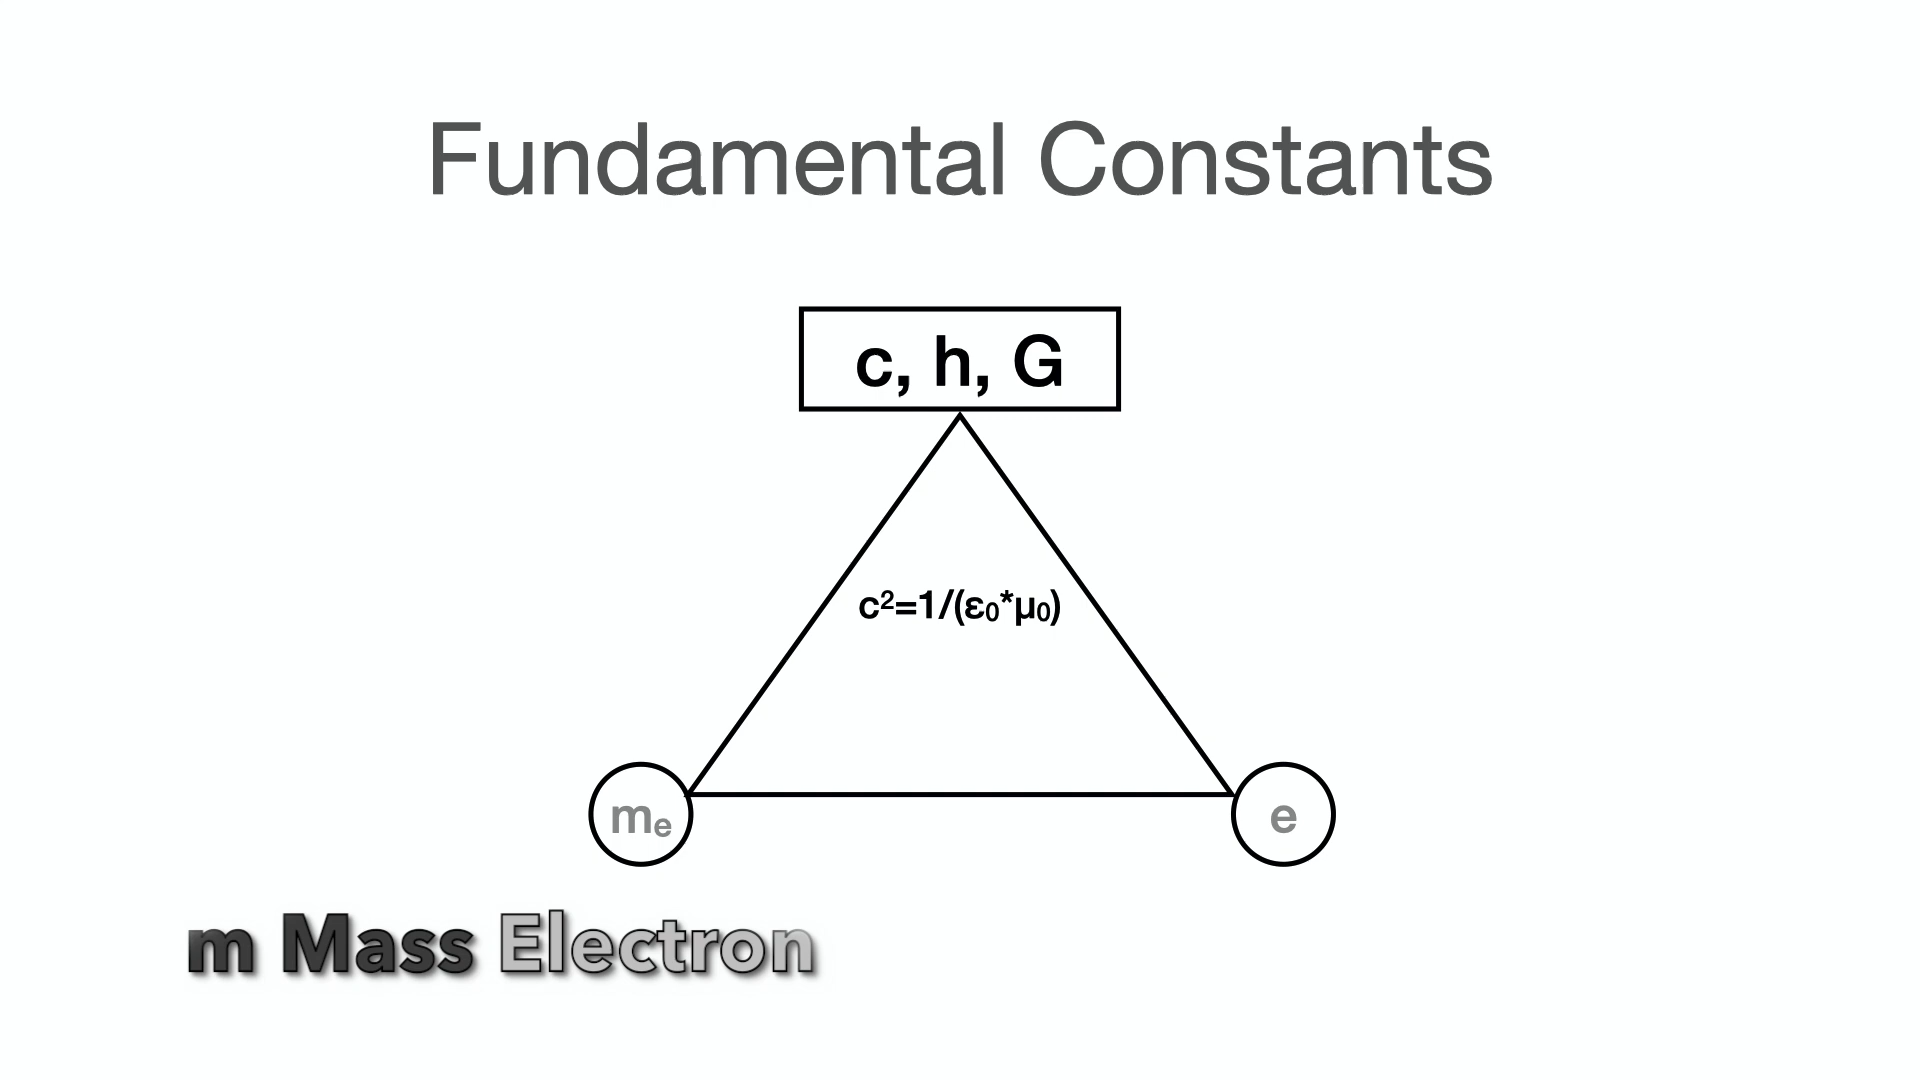 Fundamental Constants
c, h, G
c²=1/(ε₀*μ₀)
mₑ
e
m Mass Electron